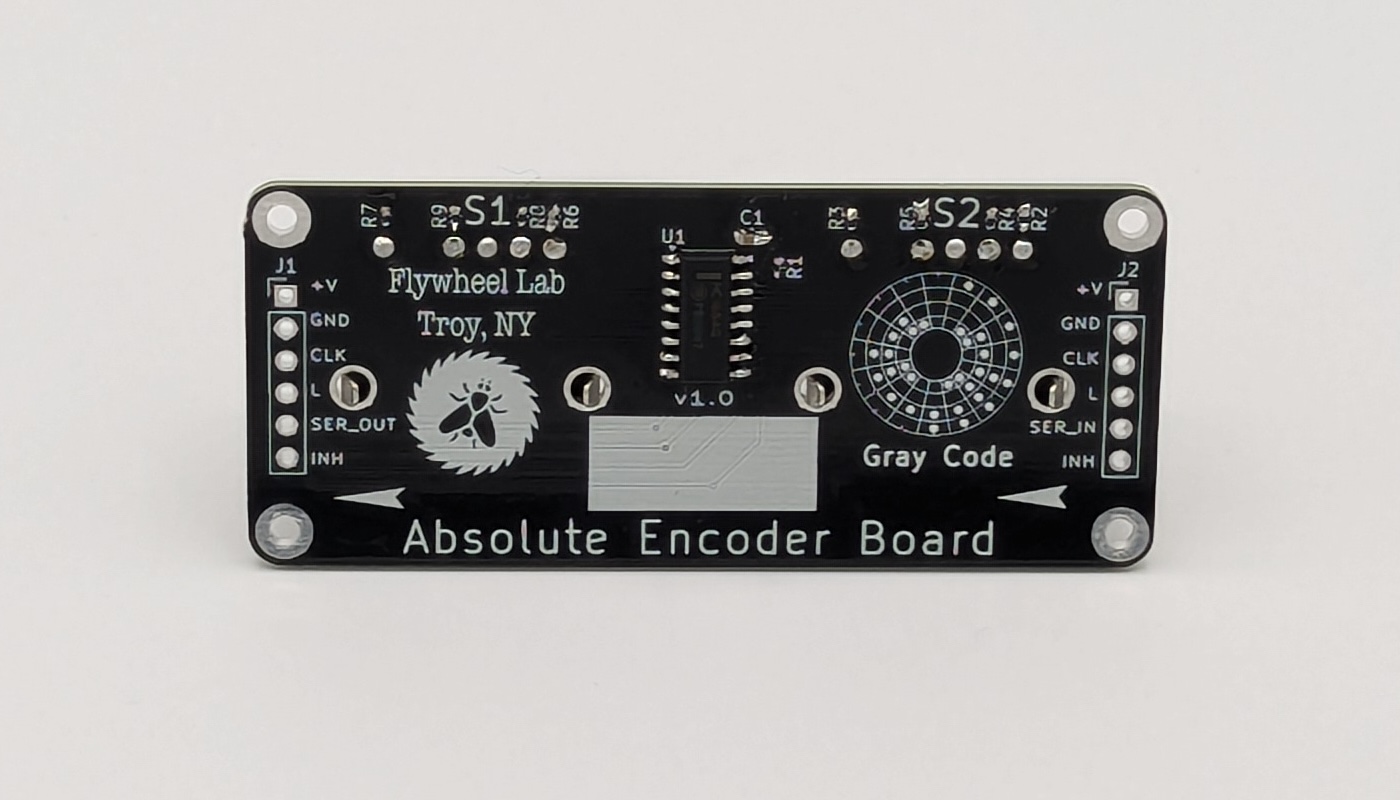 R7 R9 S1 R8 R6
C1
R3 R5 S2 R4 R2
U1
R1
J1
+V
GND
CLK
L
SER_OUT
INH
Flywheel Lab
Troy, NY
v1.0
Gray Code
J2
+V
GND
CLK
L
SER_IN
INH
Absolute Encoder Board